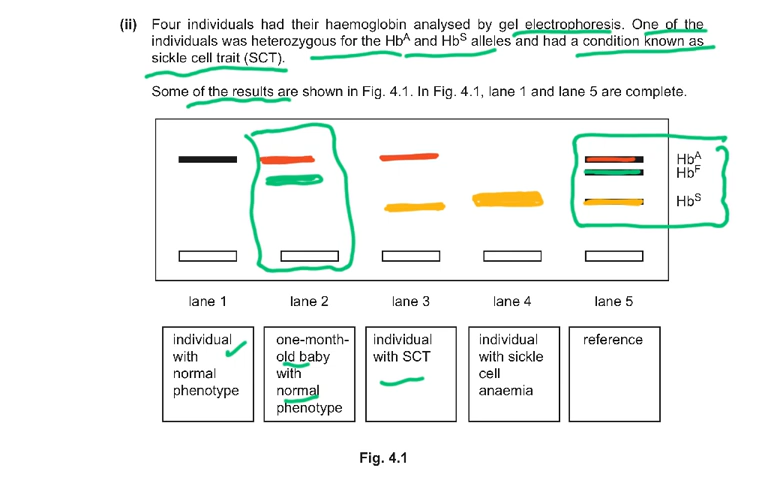 (ii) Four individuals had their haemoglobin analysed by gel electrophoresis. One of the
individuals was heterozygous for the HbᴬA and HbˢS alleles and had a condition known as
sickle cell trait (SCT).
Some of the results are shown in Fig. 4.1. In Fig. 4.1, lane 1 and lane 5 are complete.
HbA
HbF
HbS
lane 1 lane 2 lane 3 lane 4 lane 5
individual
with
normal
phenotype
one-month-
old baby
with
normal
phenotype
individual
with SCT
individual
with sickle
cell
anaemia
reference
Fig. 4.1